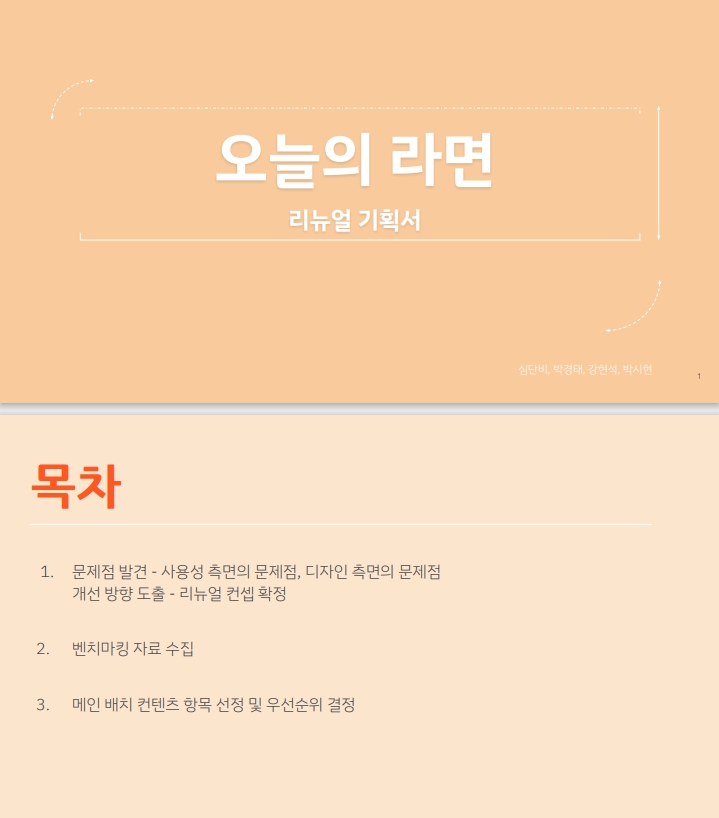 오늘의 라면
리뉴얼 기획서
심단비, 박경태, 강현석, 박시현
1
목차
1. 문제점 발견 - 사용성 측면의 문제점, 디자인 측면의 문제점
개선 방향 도출 - 리뉴얼 컨셉 확정
2. 벤치마킹 자료 수집
3. 메인 배치 컨텐츠 항목 선정 및 우선순위 결정